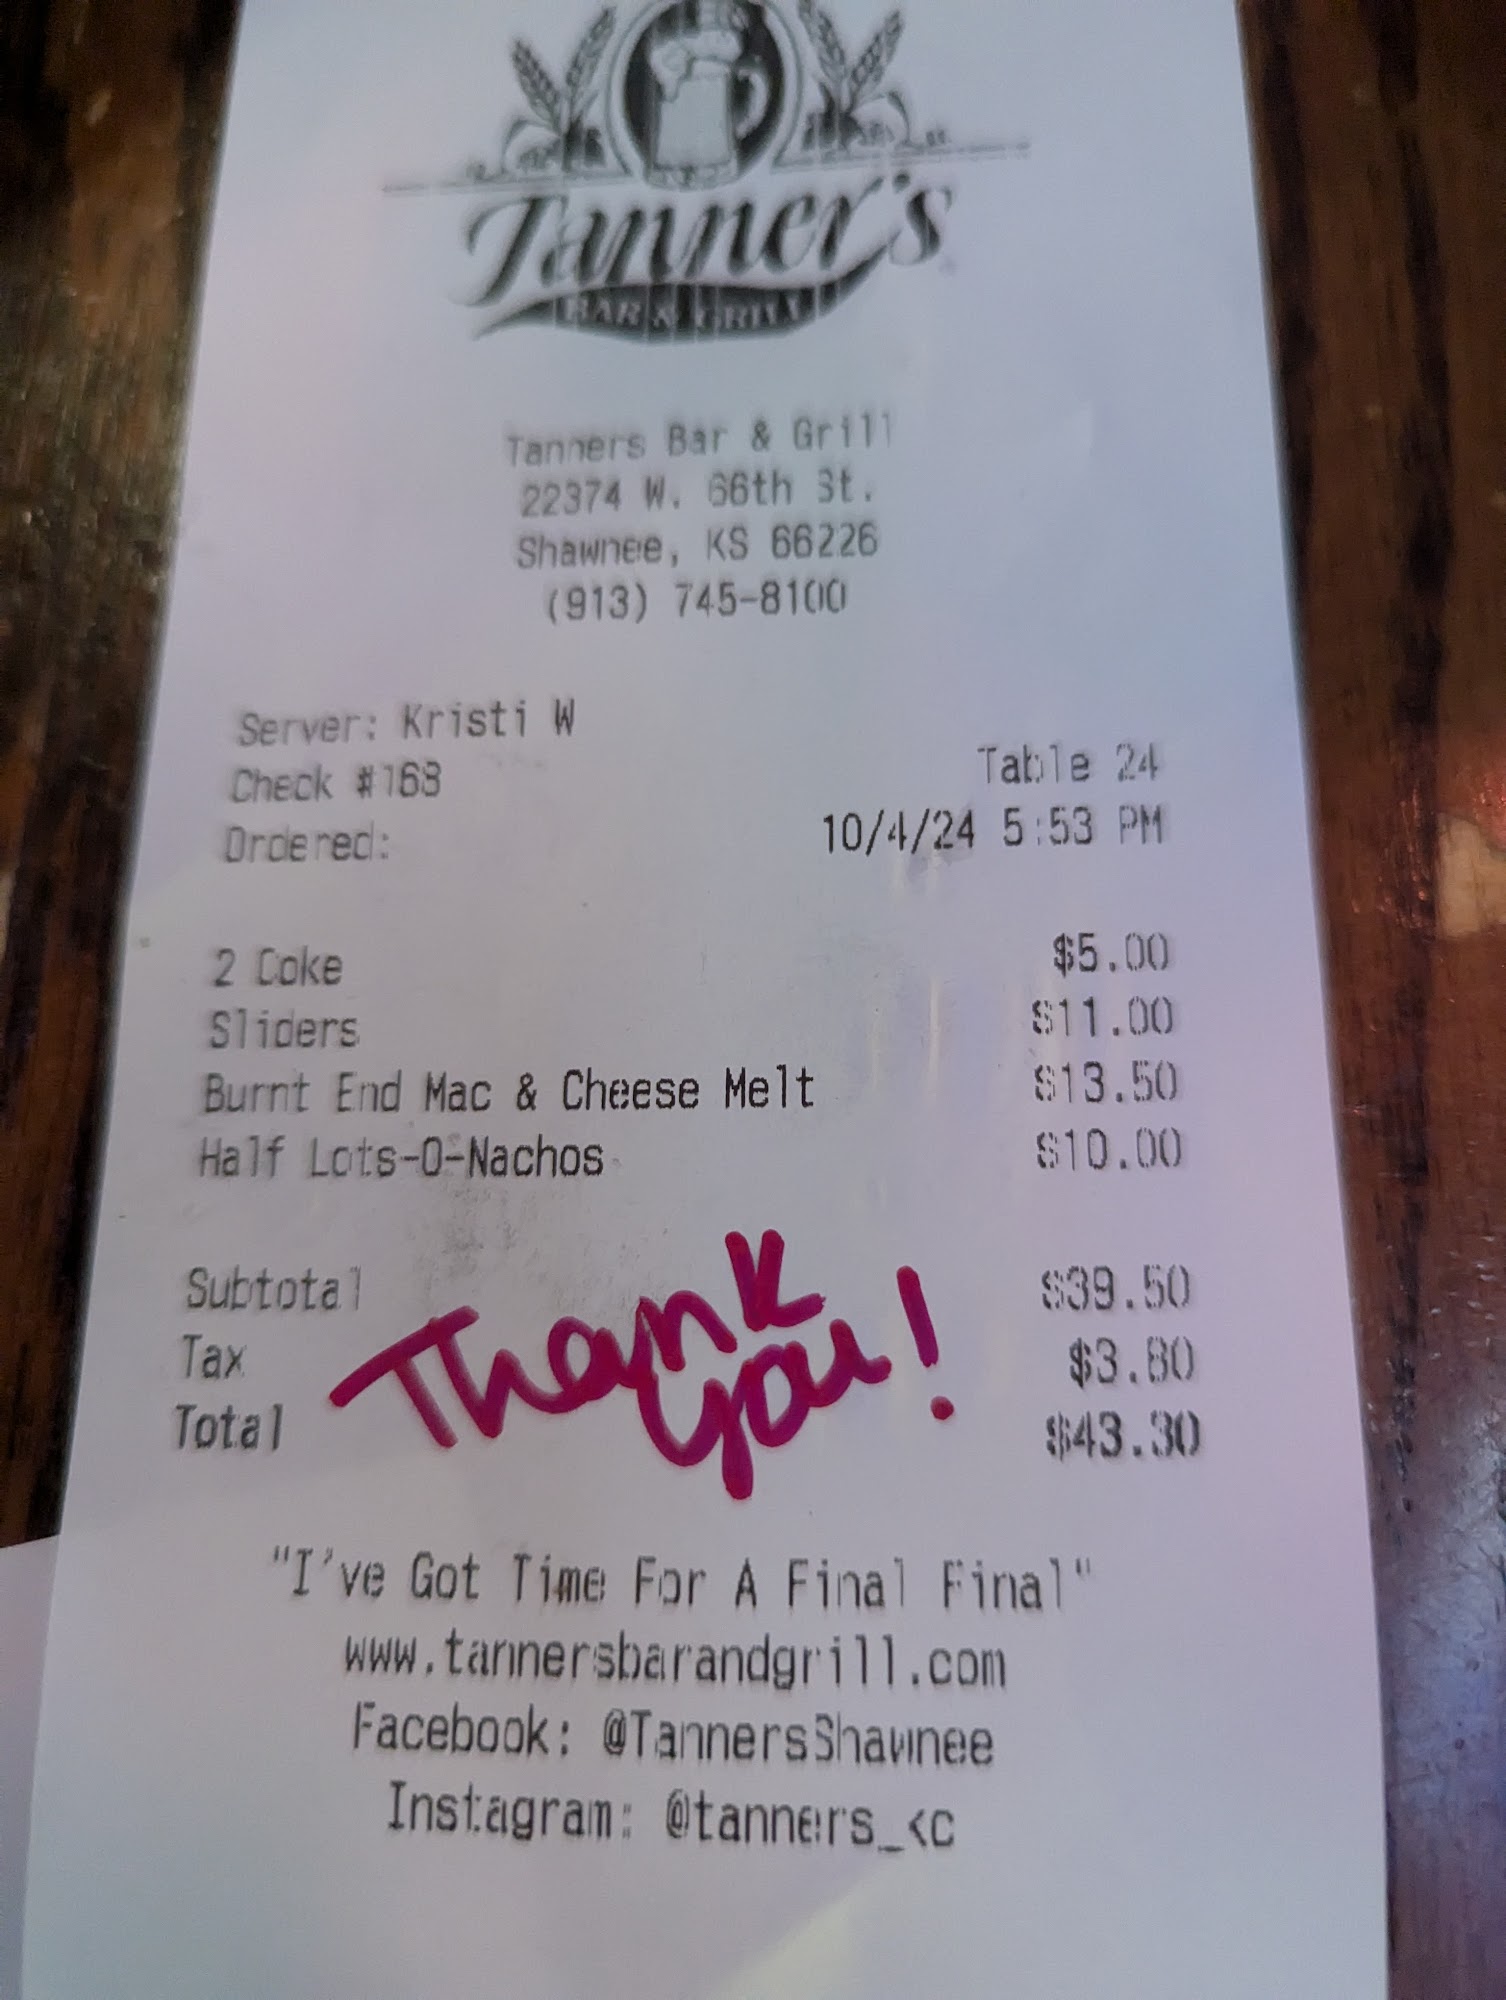 Tanner's
BAR & GRILL
Tanners Bar & Grill
22374 W. 66th St.
Shawnee, KS 66226
(913) 745-8100
Server: Kristi W
Check #168
Table 24
Ordered: 10/4/24 5:53 PM
2 Coke $5.00
Sliders $11.00
Burnt End Mac & Cheese Melt $13.50
Half Lots-O-Nachos $10.00
Subtotal $39.50
Tax $3.80
Total $43.30
Thank
you!
"I've Got Time For A Final Final"
www.tannersbarandgrill.com
Facebook: @TannersShawnee
Instagram: @tanners_kc